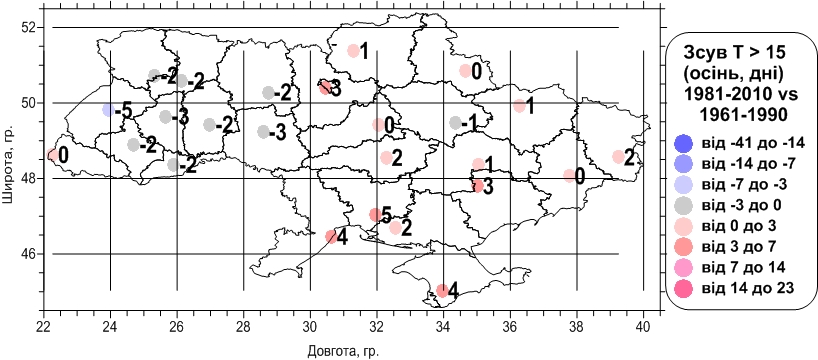 52
50
48
46
Широта, гр.
1
0
-2
-2
-2
3
1
-5
-3
-2
-3
0
-1
-2
0
-2
2
1
0
2
3
5
2
4
4
22 24 26 28 30 32 34 36 38 40
Довгота, гр.
Зсув Т > 15
(осінь, дні)
1981-2010 vs
1961-1990
від -41 до -14
від -14 до -7
від -7 до -3
від -3 до 0
від 0 до 3
від 3 до 7
від 7 до 14
від 14 до 23